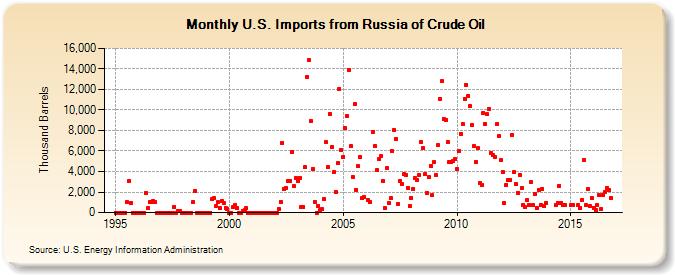 Monthly U.S. Imports from Russia of Crude Oil
Thousand Barrels
16,000
14,000
12,000
10,000
8,000
6,000
4,000
2,000
0
1995 2000 2005 2010 2015
Source: U.S. Energy Information Administration